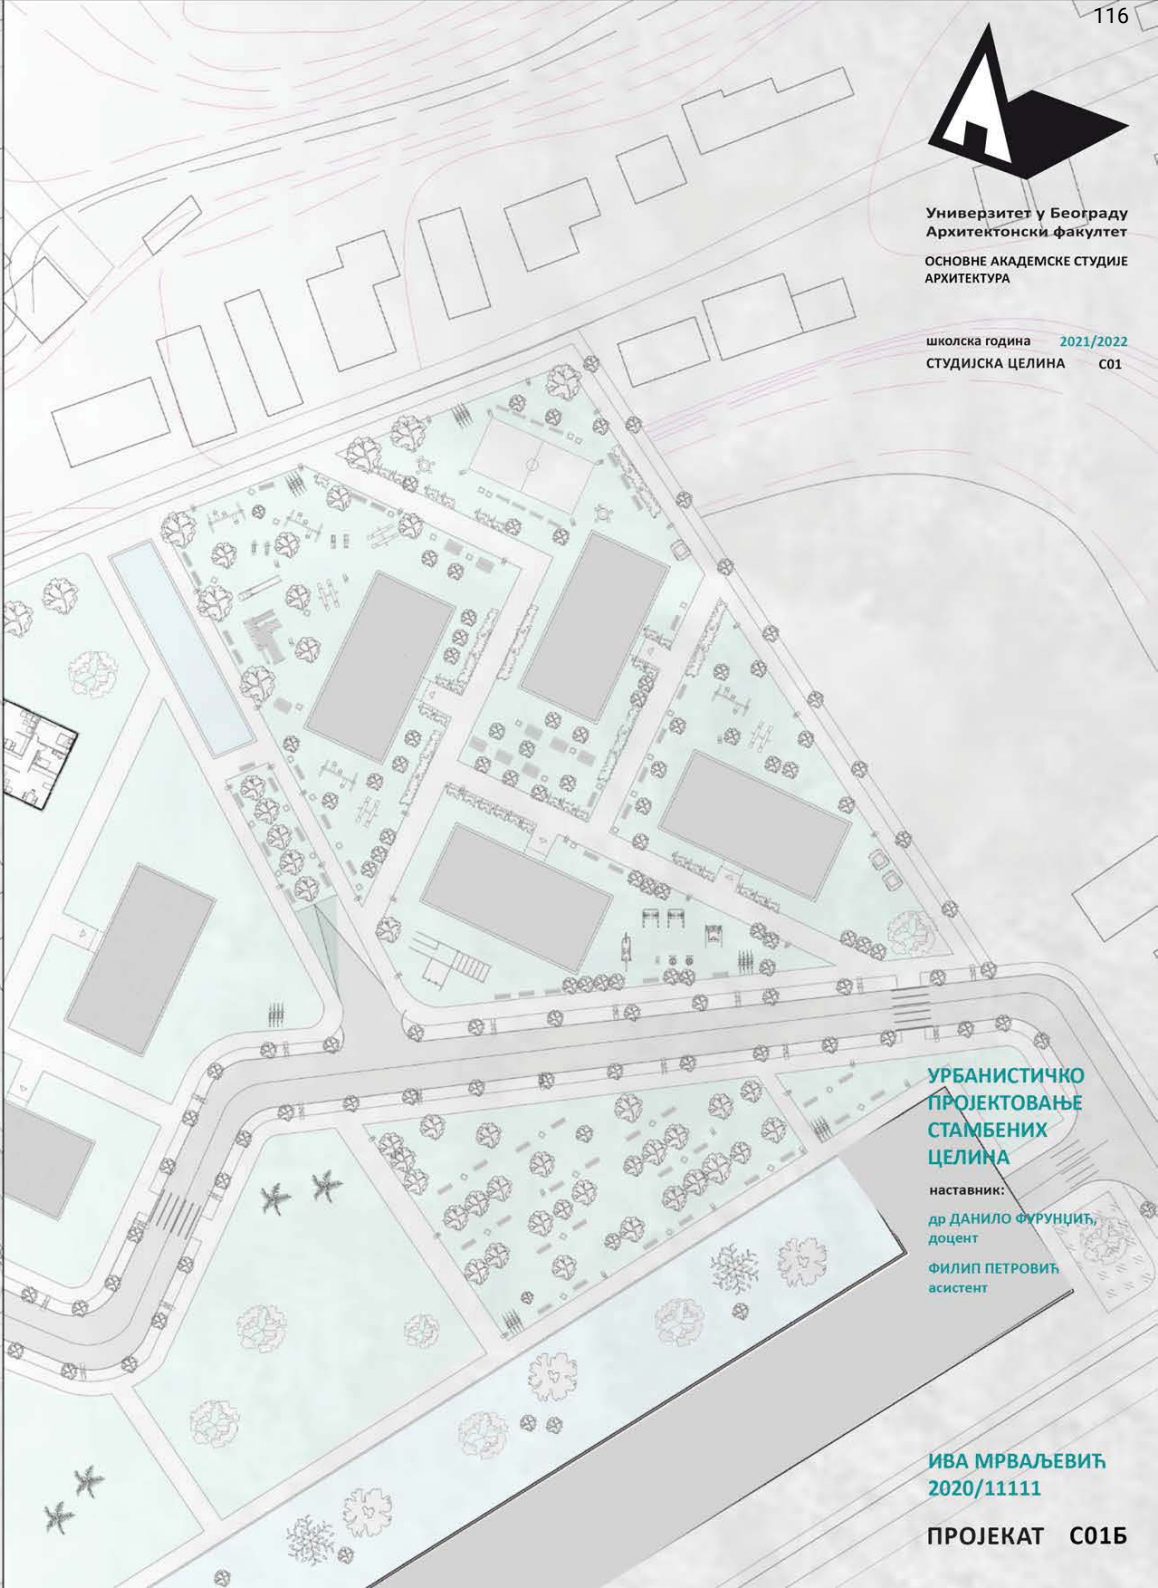 116
Универзитет у Београду
Архитектонски факултет
ОСНОВНЕ АКАДЕМСКЕ СТУДИЈЕ
АРХИТЕКТУРА
школска година 2021/2022
СТУДИЈСКА ЦЕЛИНА С01
УРБАНИСТИЧКО
ПРОЈЕКТОВАЊЕ
СТАМБЕНИХ
ЦЕЛИНА
наставник:
др ДАНИЛО ФУРУНЏИЋ,
доцент
ФИЛИП ПЕТРОВИЋ
асистент
ИВА МРВАЉЕВИЋ
2020/11111
ПРОЈЕКАТ С01Б